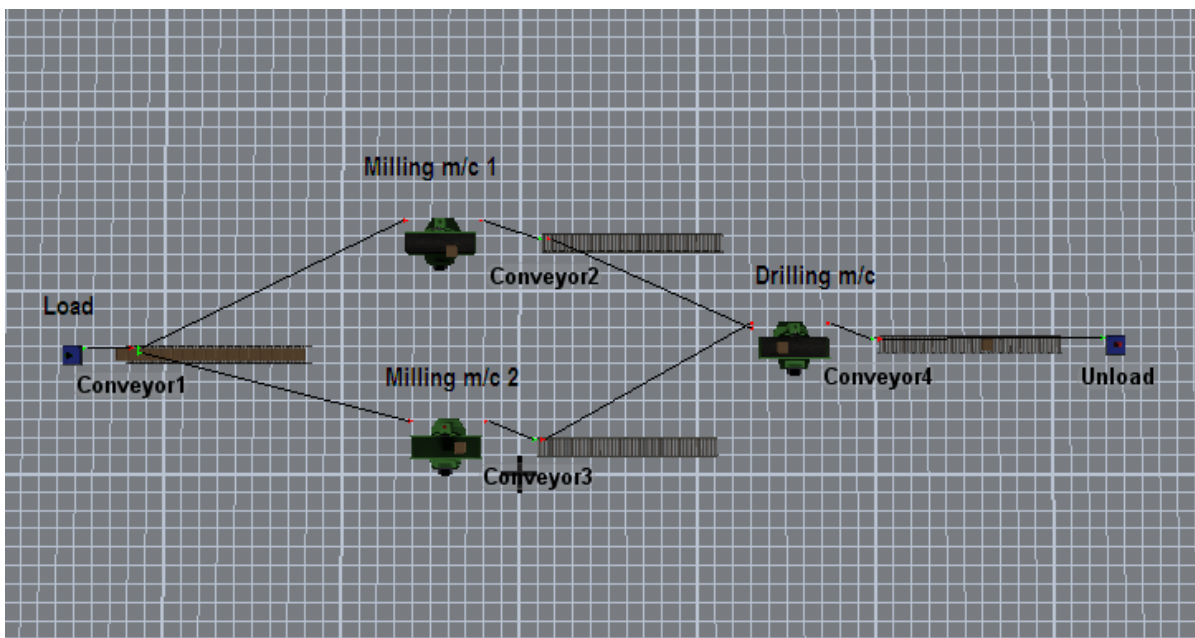 Milling m/c 1
Conveyor2
Drilling m/c
Load
Conveyor1
Milling m/c 2
Conveyor4
Unload
Conveyor3